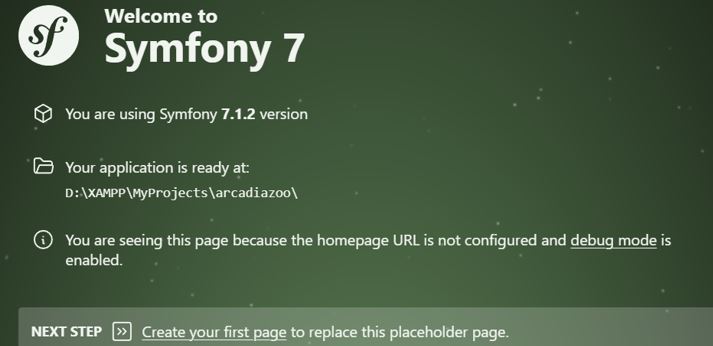 sf
Welcome to
Symfony 7
You are using Symfony 7.1.2 version
Your application is ready at:
D:\XAMPP\MyProjects\arcadiazoo\
You are seeing this page because the homepage URL is not configured and debug mode is
enabled.
NEXT STEP Create your first page to replace this placeholder page.